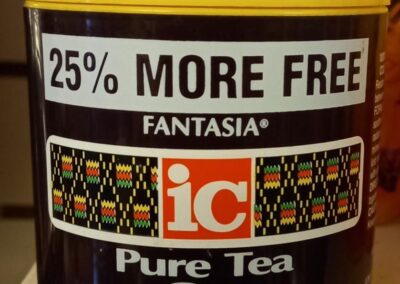 25% MORE FREE
FANTASIA®
ic
Pure Tea